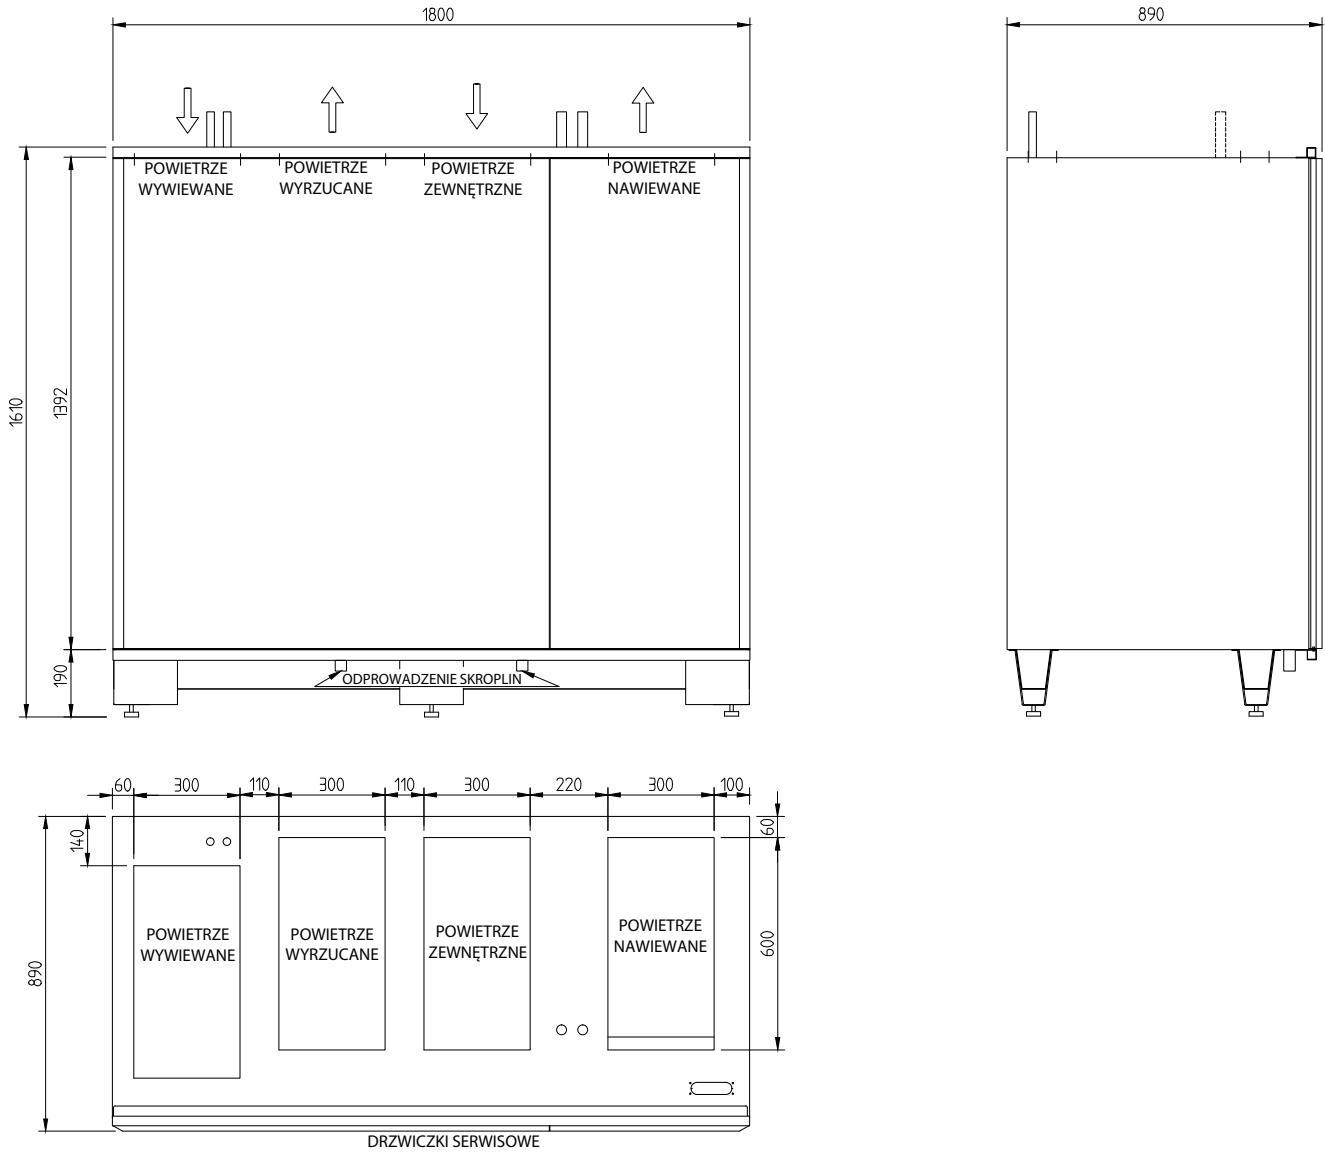 1800
890
POWIETRZE
WYWIEWANE
POWIETRZE
WYRZUCANE
POWIETRZE
ZEWNĘTRZNE
POWIETRZE
NAWIEWANE
1610
1392
190
ODPROWADZENIE SKROPLIN
60 300 110 300 110 300 220 300 100
140
60
POWIETRZE
WYWIEWANE
POWIETRZE
WYRZUCANE
POWIETRZE
ZEWNĘTRZNE
POWIETRZE
NAWIEWANE
600
890
DRZWICZKI SERWISOWE